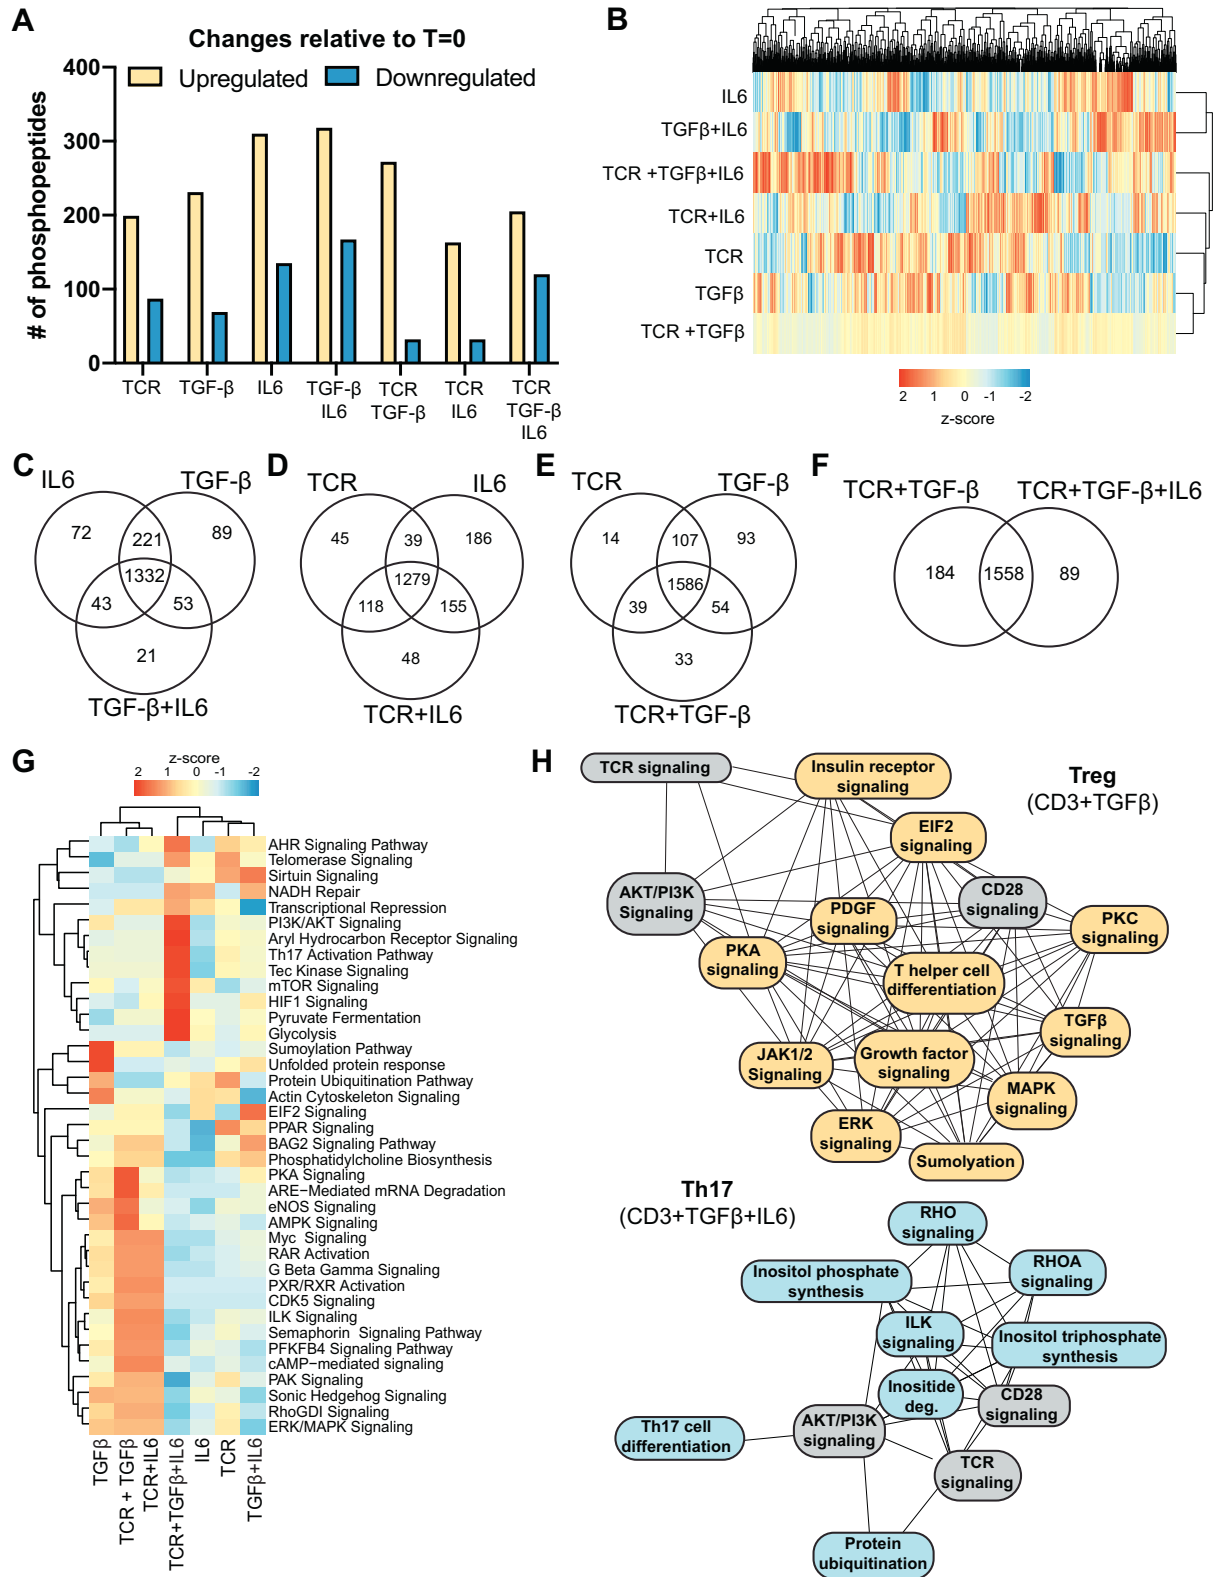 A
Changes relative to T=0
Upregulated
Downregulated
# of phosphopeptides
400
300
200
100
0
TCR
TGF-β
IL6
TGF-β
IL6
TCR
TGF-β
TCR
IL6
TCR
TGF-β
IL6
B
IL6
TGFβ+IL6
TCR +TGFβ+IL6
TCR+IL6
TCR
TGFβ
TCR +TGFβ
2 1 0 -1 -2
z-score
C
IL6
TGF-β
72
221
89
1332
43
53
21
TGF-β+IL6
D
TCR
IL6
45
39
186
1279
118
155
48
TCR+IL6
E
TCR
TGF-β
14
107
93
1586
39
54
33
TCR+TGF-β
F
TCR+TGF-β
TCR+TGF-β+IL6
184
1558
89
G
z-score
2 1 0 -1 -2
AHR Signaling Pathway
Telomerase Signaling
Sirtuin Signaling
NADH Repair
Transcriptional Repression
PI3K/AKT Signaling
Aryl Hydrocarbon Receptor Signaling
Th17 Activation Pathway
Tec Kinase Signaling
mTOR Signaling
HIF1 Signaling
Pyruvate Fermentation
Glycolysis
Sumoylation Pathway
Unfolded protein response
Protein Ubiquitination Pathway
Actin Cytoskeleton Signaling
EIF2 Signaling
PPAR Signaling
BAG2 Signaling Pathway
Phosphatidylcholine Biosynthesis
PKA Signaling
ARE−Mediated mRNA Degradation
eNOS Signaling
AMPK Signaling
Myc Signaling
RAR Activation
G Beta Gamma Signaling
PXR/RXR Activation
CDK5 Signaling
ILK Signaling
Semaphorin Signaling Pathway
PFKFB4 Signaling Pathway
cAMP−mediated signaling
PAK Signaling
Sonic Hedgehog Signaling
RhoGDI Signaling
ERK/MAPK Signaling
TGFβ
TCR + TGFβ
TCR+IL6
TCR+TGFβ+IL6
IL6
TCR
TGFβ+IL6
H
Treg
(CD3+TGFβ)
TCR signaling
Insulin receptor
signaling
EIF2
signaling
AKT/PI3K
Signaling
CD28
signaling
PDGF
signaling
PKC
signaling
PKA
signaling
T helper cell
differentiation
TGFβ
signaling
JAK1/2
Signaling
Growth factor
signaling
MAPK
signaling
ERK
signaling
Sumolyation
Th17
(CD3+TGFβ+IL6)
RHO
signaling
Inositol phosphate
synthesis
RHOA
signaling
ILK
signaling
Inositol triphosphate
synthesis
Inositide
deg.
CD28
signaling
Th17 cell
differentiation
AKT/PI3K
signaling
TCR
signaling
Protein
ubiquitination